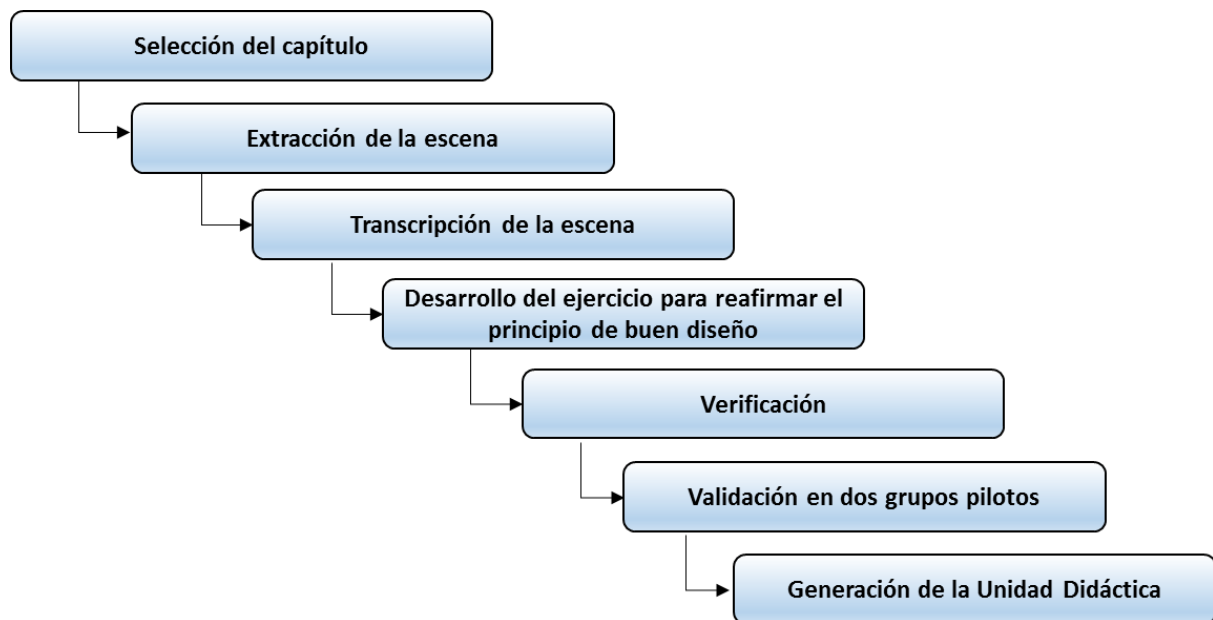 Selección del capítulo
Extracción de la escena
Transcripción de la escena
Desarrollo del ejercicio para reafirmar el
principio de buen diseño
Verificación
Validación en dos grupos pilotos
Generación de la Unidad Didáctica